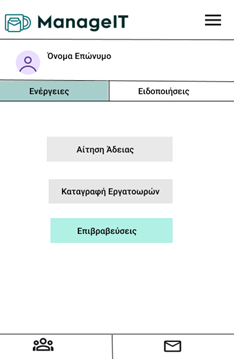 ManageIT
Όνομα Επώνυμο
Ενέργειες
Ειδοποιήσεις
Αίτηση Άδειας
Καταγραφή Εργατοωρών
Επιβραβεύσεις